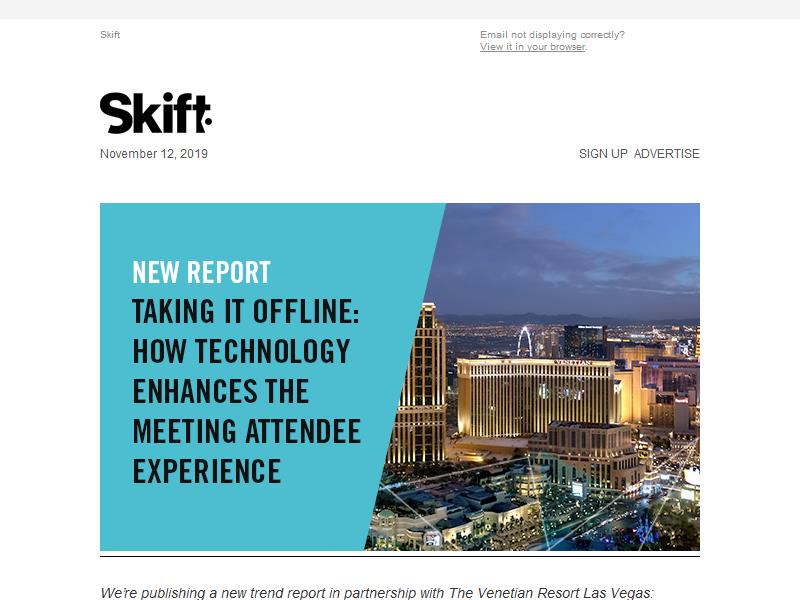 Skift
Email not displaying correctly?
View it in your browser.
Skift
November 12, 2019
SIGN UP ADVERTISE
NEW REPORT
TAKING IT OFFLINE:
HOW TECHNOLOGY
ENHANCES THE
MEETING ATTENDEE
EXPERIENCE
We're publishing a new trend report in partnership with The Venetian Resort Las Vegas: